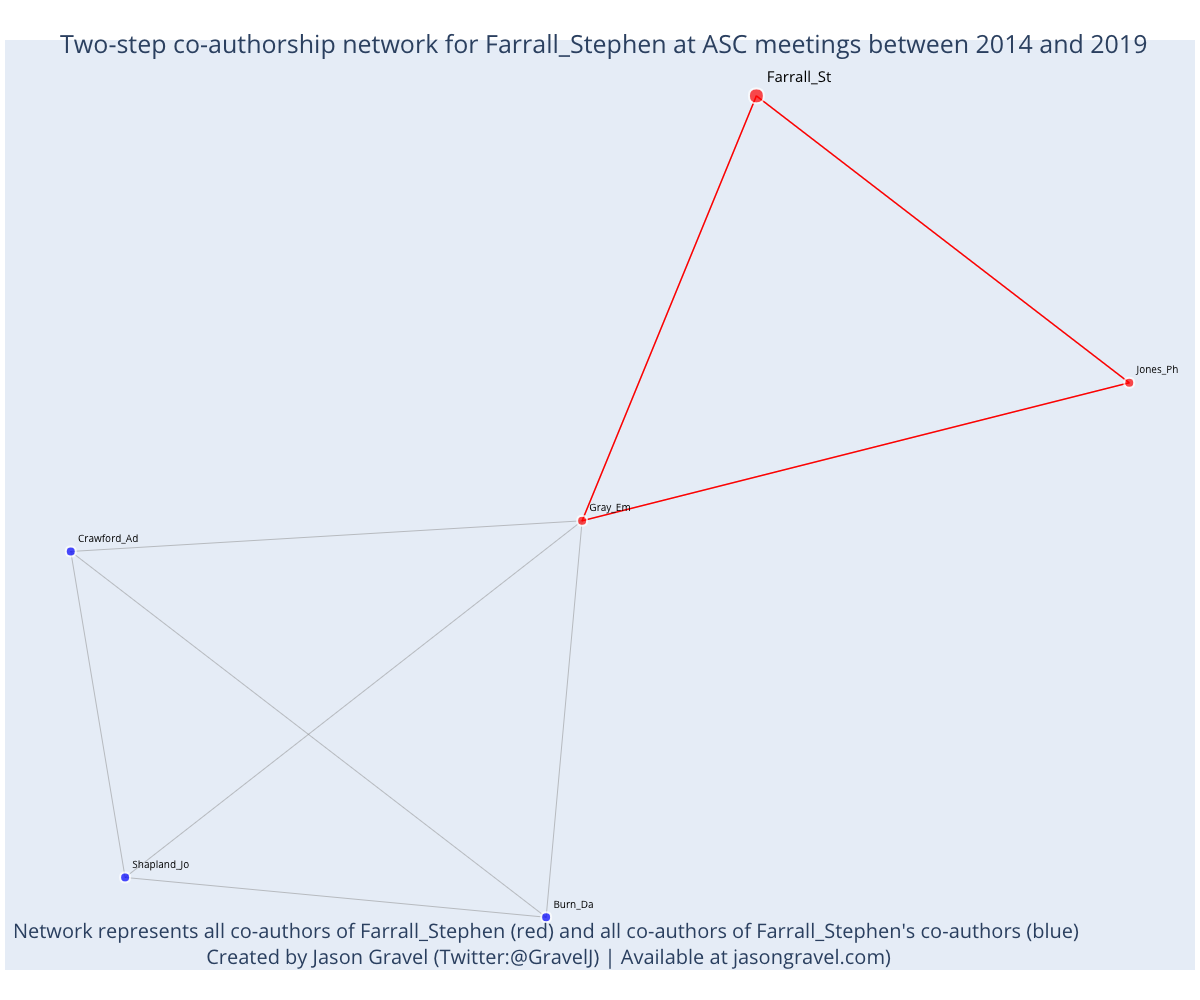 Two-step co-authorship network for Farrall_Stephen at ASC meetings between 2014 and 2019
Farrall_St
Jones_Ph
Gray_Em
Crawford_Ad
Shapland_Jo
Burn_Da
Network represents all co-authors of Farrall_Stephen (red) and all co-authors of Farrall_Stephen's co-authors (blue)
Created by Jason Gravel (Twitter:@GravelJ) | Available at jasongravel.com)